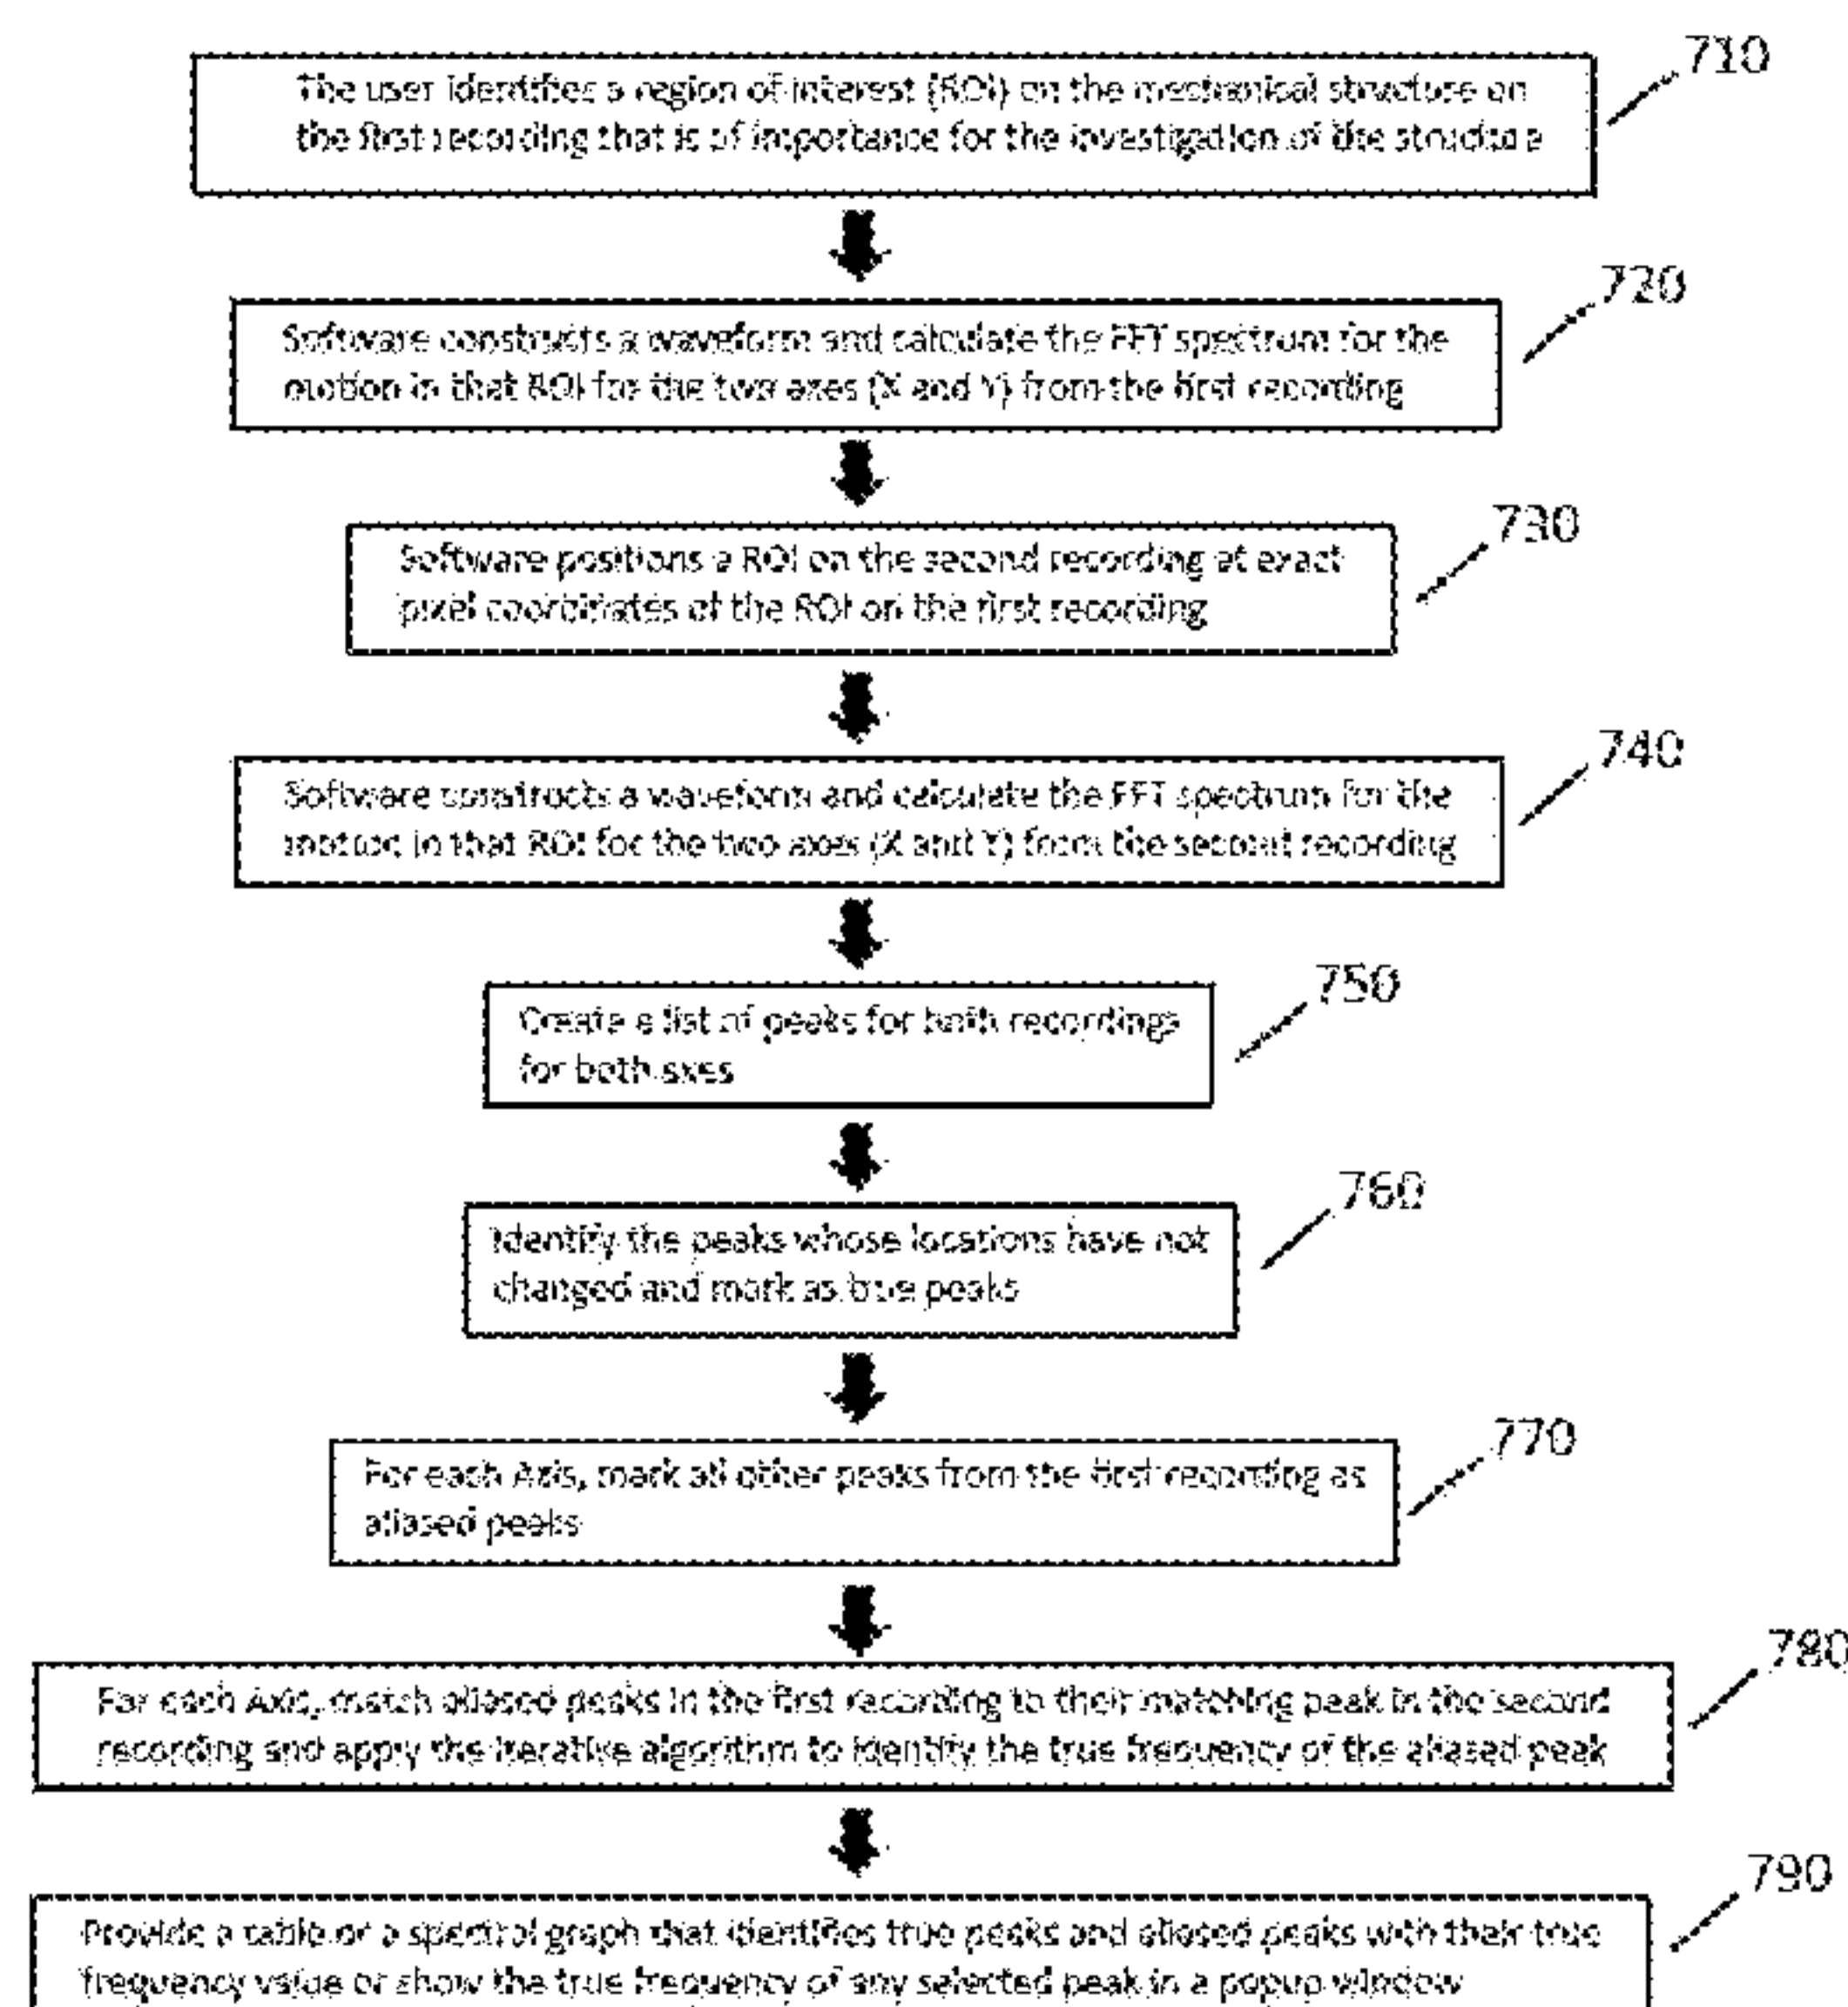 710
The user identifies a region of interest (ROI) on the mechanical structure on
the first recording that is of importance for the investigation of the structure
720
Software constructs a waveform and calculate the FFT spectrum for the
motion in that ROI for the two axes (X and Y) from the first recording
730
Software positions a ROI on the second recording at exact
pixel coordinates of the ROI on the first recording
740
Software constructs a waveform and calculate the FFT spectrum for the
motion in that ROI for the two axes (X and Y) from the second recording
750
Create a list of peaks for both recordings
for both axes
760
Identify the peaks whose locations have not
changed and mark as true peaks
770
For each Axis, mark all other peaks from the first recording as
aliased peaks
780
For each Axis, match aliased peaks in the first recording to their matching peak in the second
recording and apply the iterative algorithm to identify the true frequency of the aliased peak
790
Provide a table or a spectral graph that identifies true peaks and aliased peaks with their true
frequency value or show the true frequency of any selected peak in a popup window